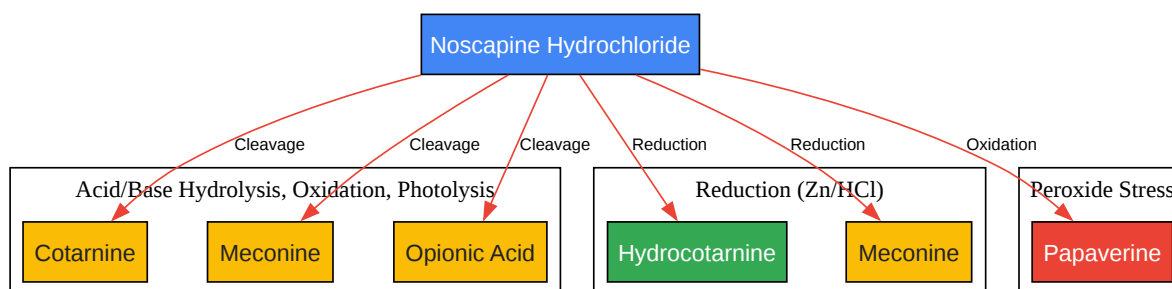 Noscapine Hydrochloride
Cleavage
Cleavage
Cleavage
Reduction
Reduction
Oxidation
Acid/Base Hydrolysis, Oxidation, Photolysis
Reduction (Zn/HCl)
Peroxide Stress
Cotarnine
Meconine
Opionic Acid
Hydrocotarnine
Meconine
Papaverine